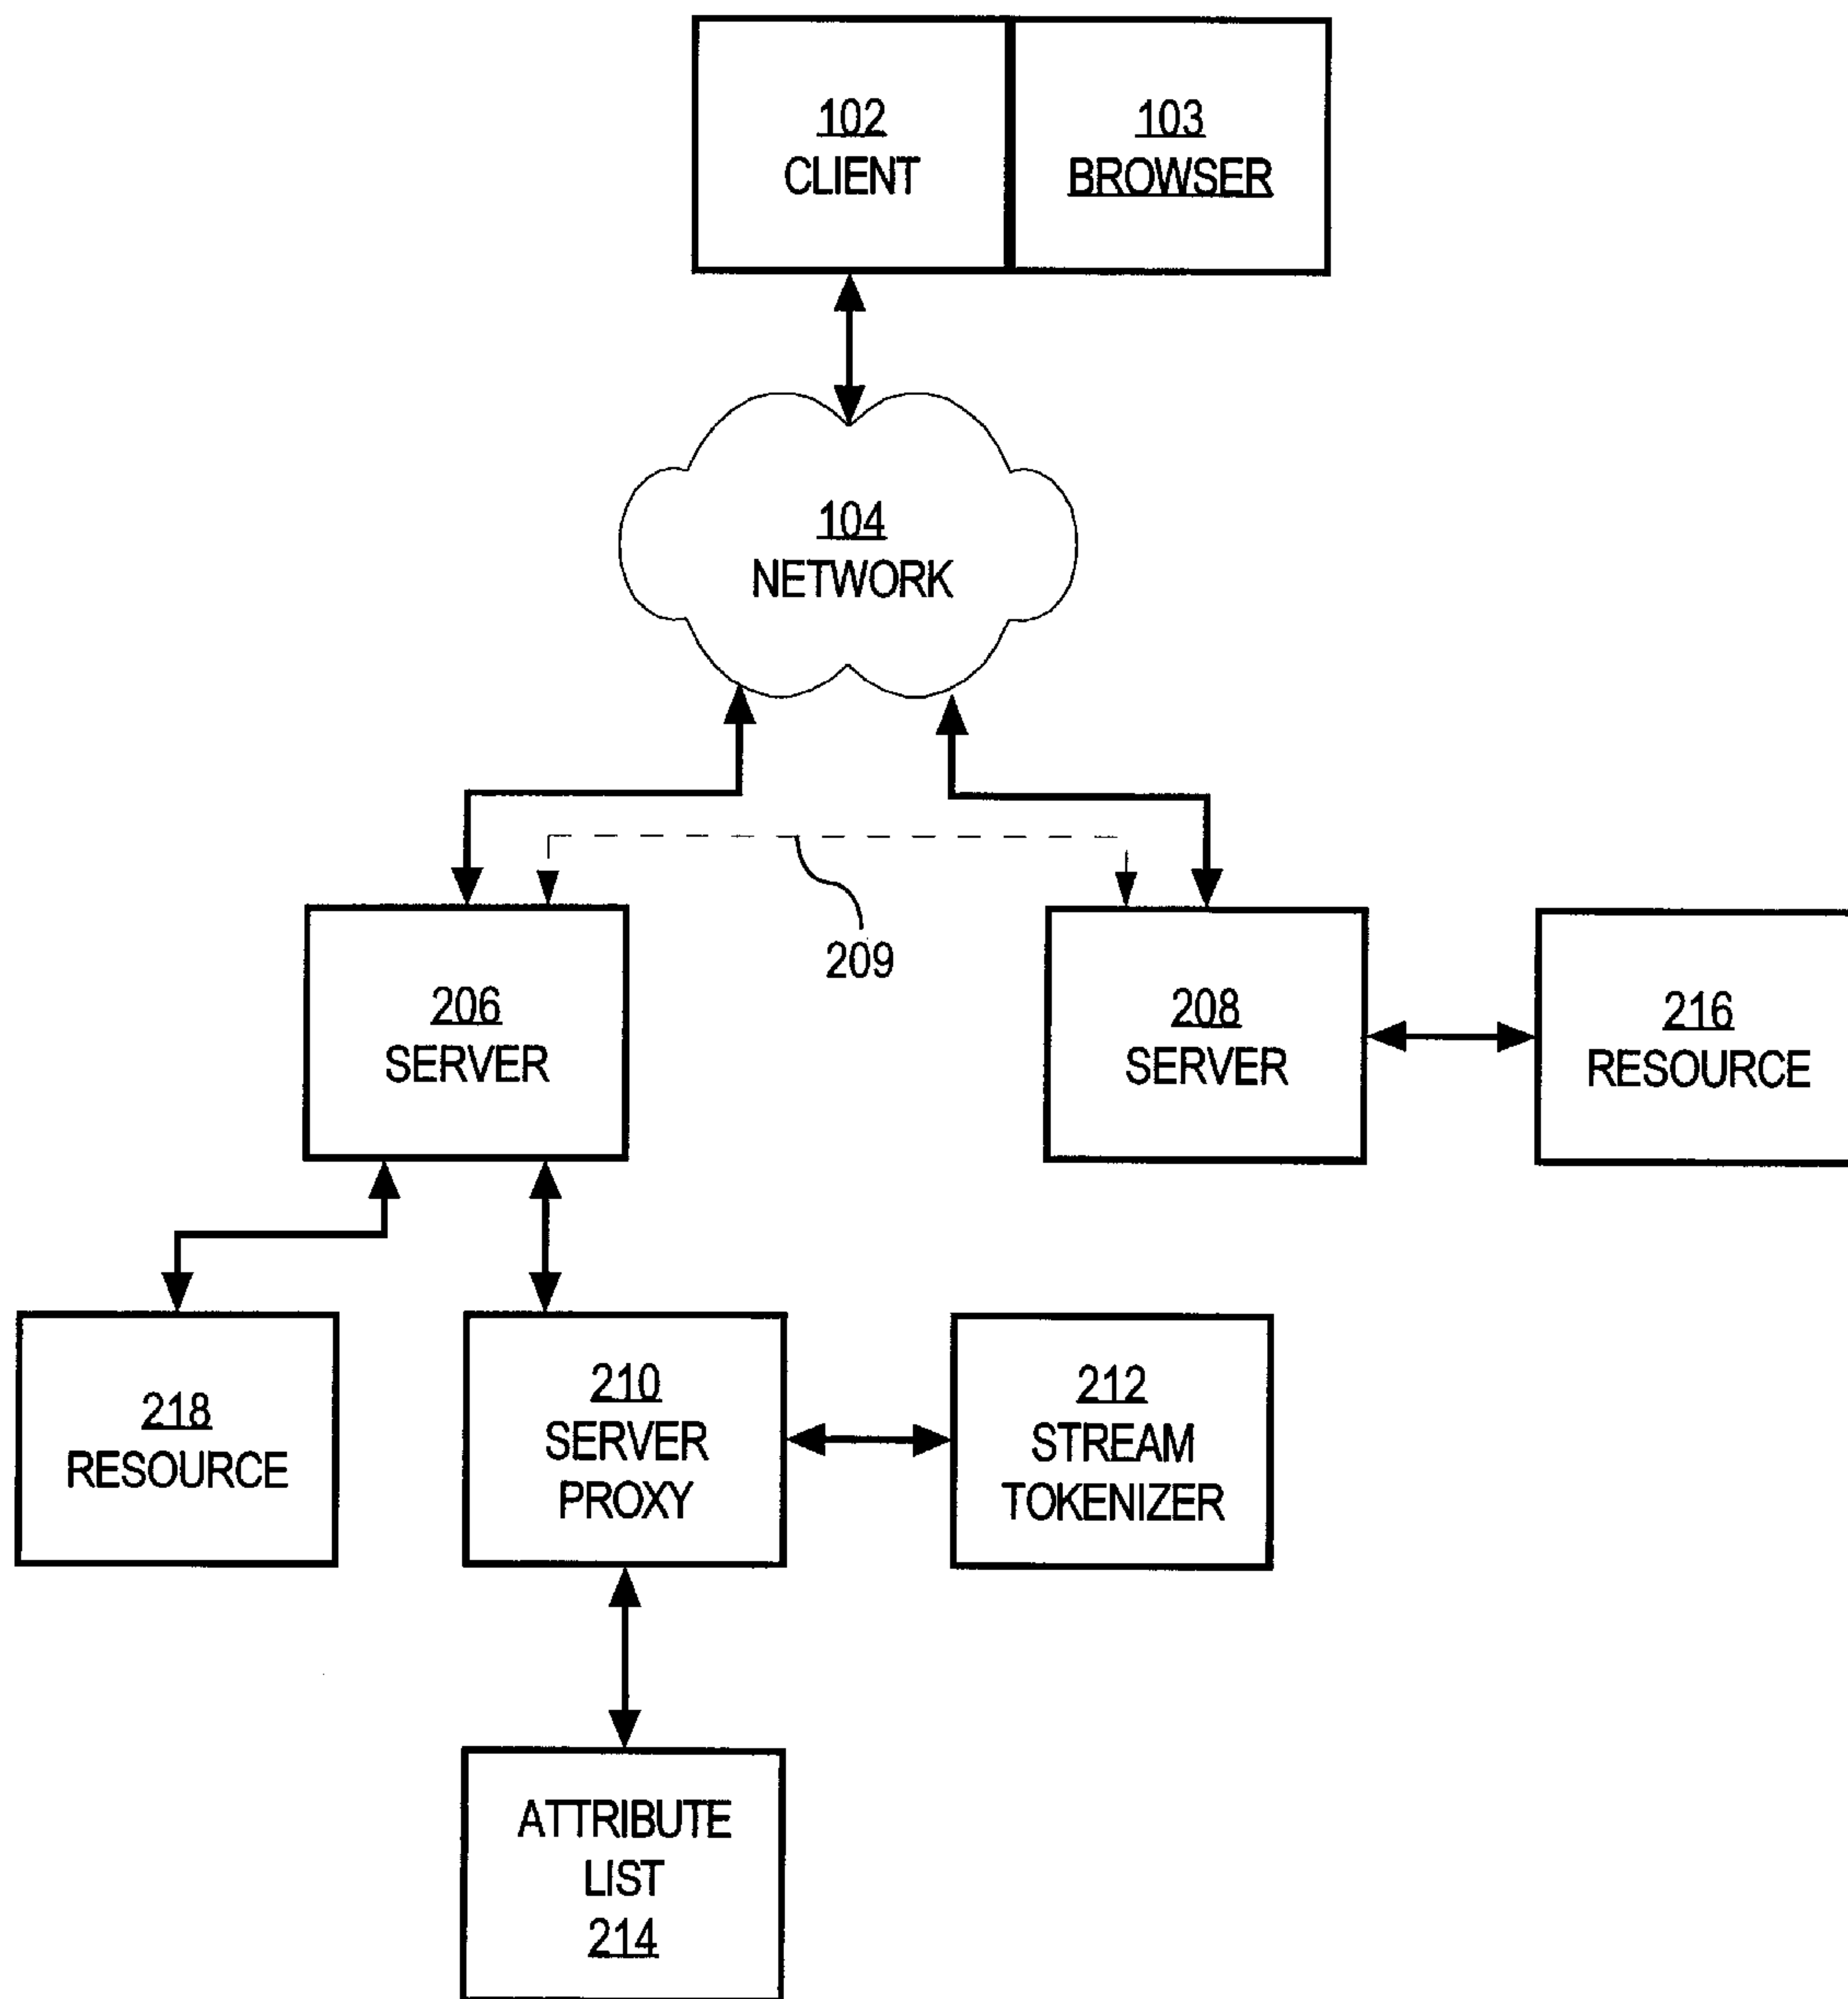 102
CLIENT
103
BROWSER
104
NETWORK
209
206
SERVER
208
SERVER
216
RESOURCE
218
RESOURCE
210
SERVER
PROXY
212
STREAM
TOKENIZER
ATTRIBUTE
LIST
214